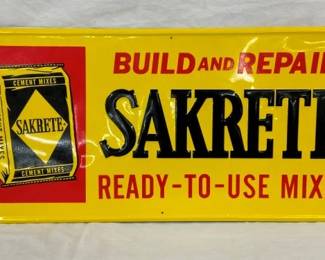 BUILD AND REPAIR
CEMENT MIXES
SAKRETE
SAKRETE
READY-TO-USE MIX
CEMENT MIXES